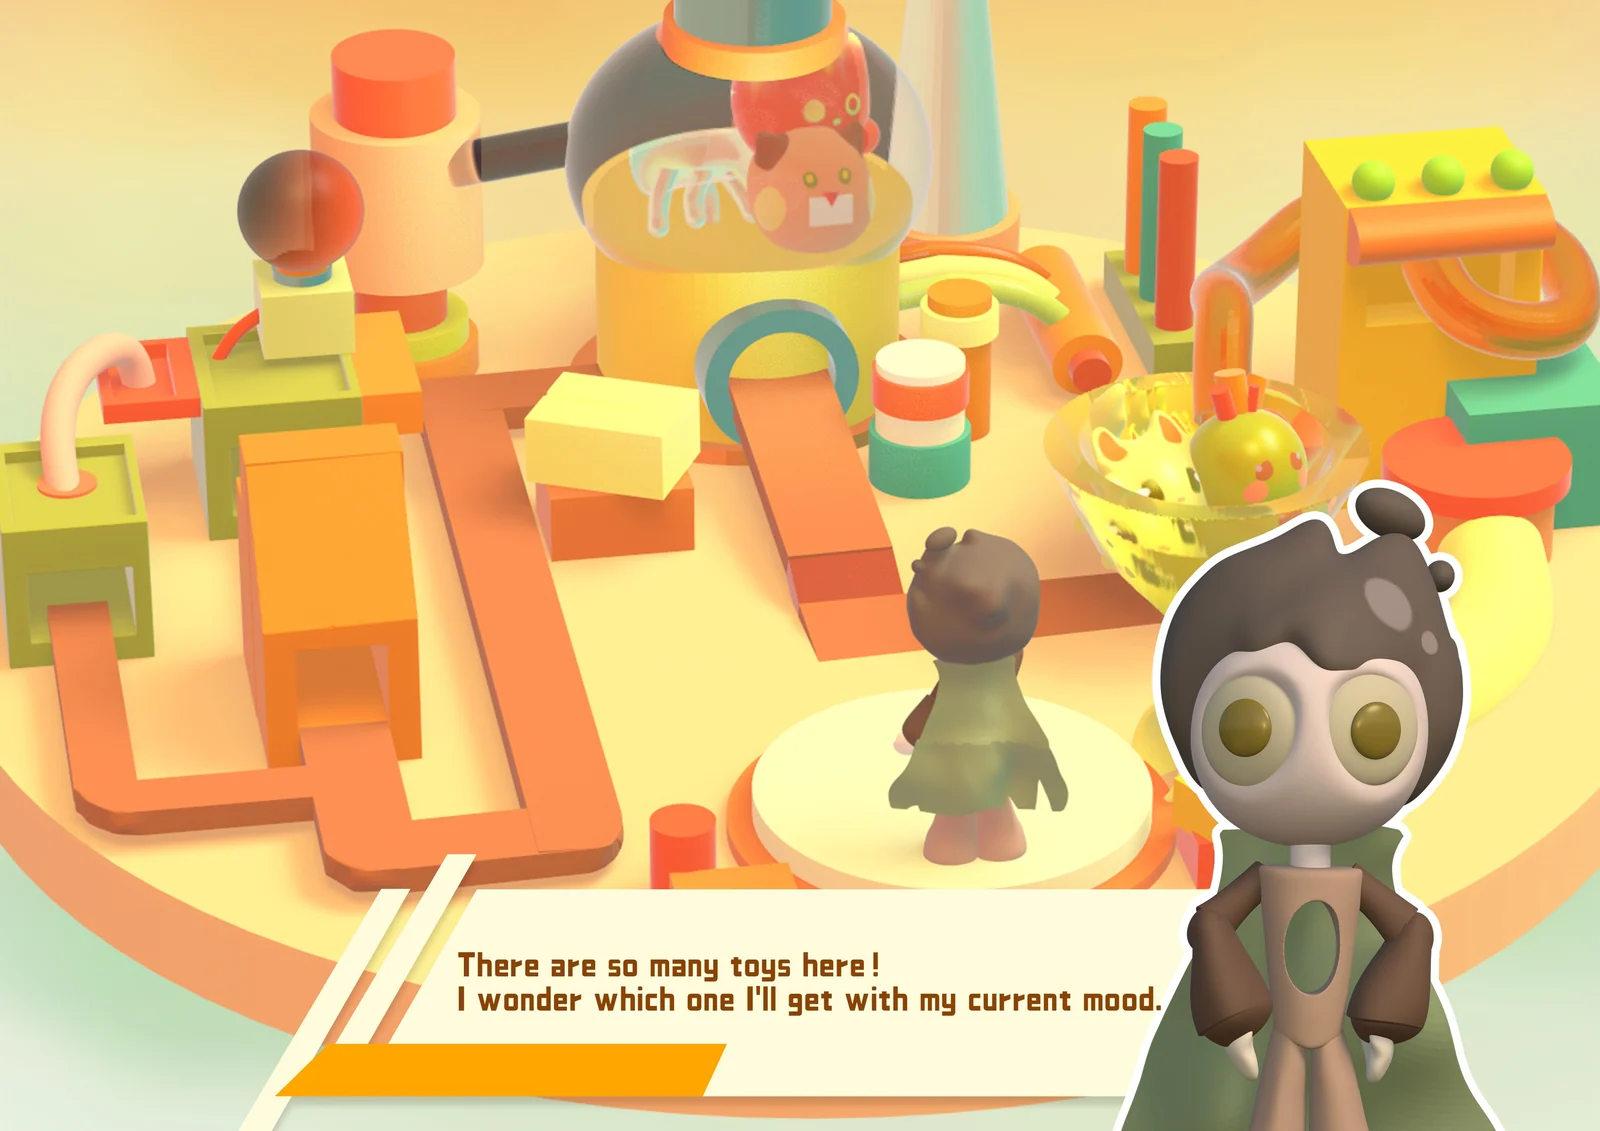 There are so many toys here!
I wonder which one I'll get with my current mood.